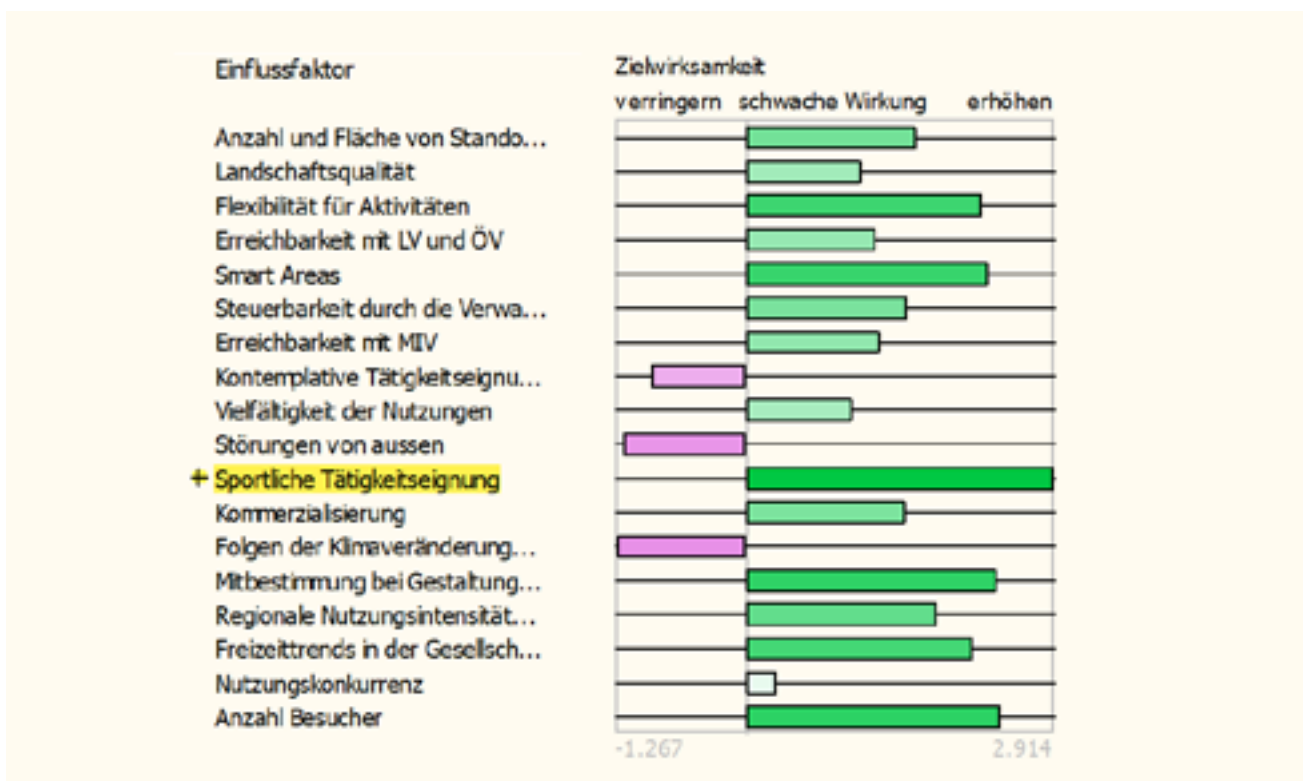 Einflussfaktor
Zielwirksamkeit
verringern schwache Wirkung erhöhen
Anzahl und Fläche von Stando...
Landschaftsqualität
Flexibilität für Aktivitäten
Erreichbarkeit mit LV und ÖV
Smart Areas
Steuerbarkeit durch die Verwa...
Erreichbarkeit mit MIV
Kontemplative Tätigkeitseignu...
Vielfältigkeit der Nutzungen
Störungen von aussen
+ Sportliche Tätigkeitseignung
Kommerzialisierung
Folgen der Klimaveränderung...
Mitbestimmung bei Gestaltung...
Regionale Nutzungsintensität...
Freizeittrends in der Gesellsch...
Nutzungskonkurrenz
Anzahl Besucher
-1.267 2.914